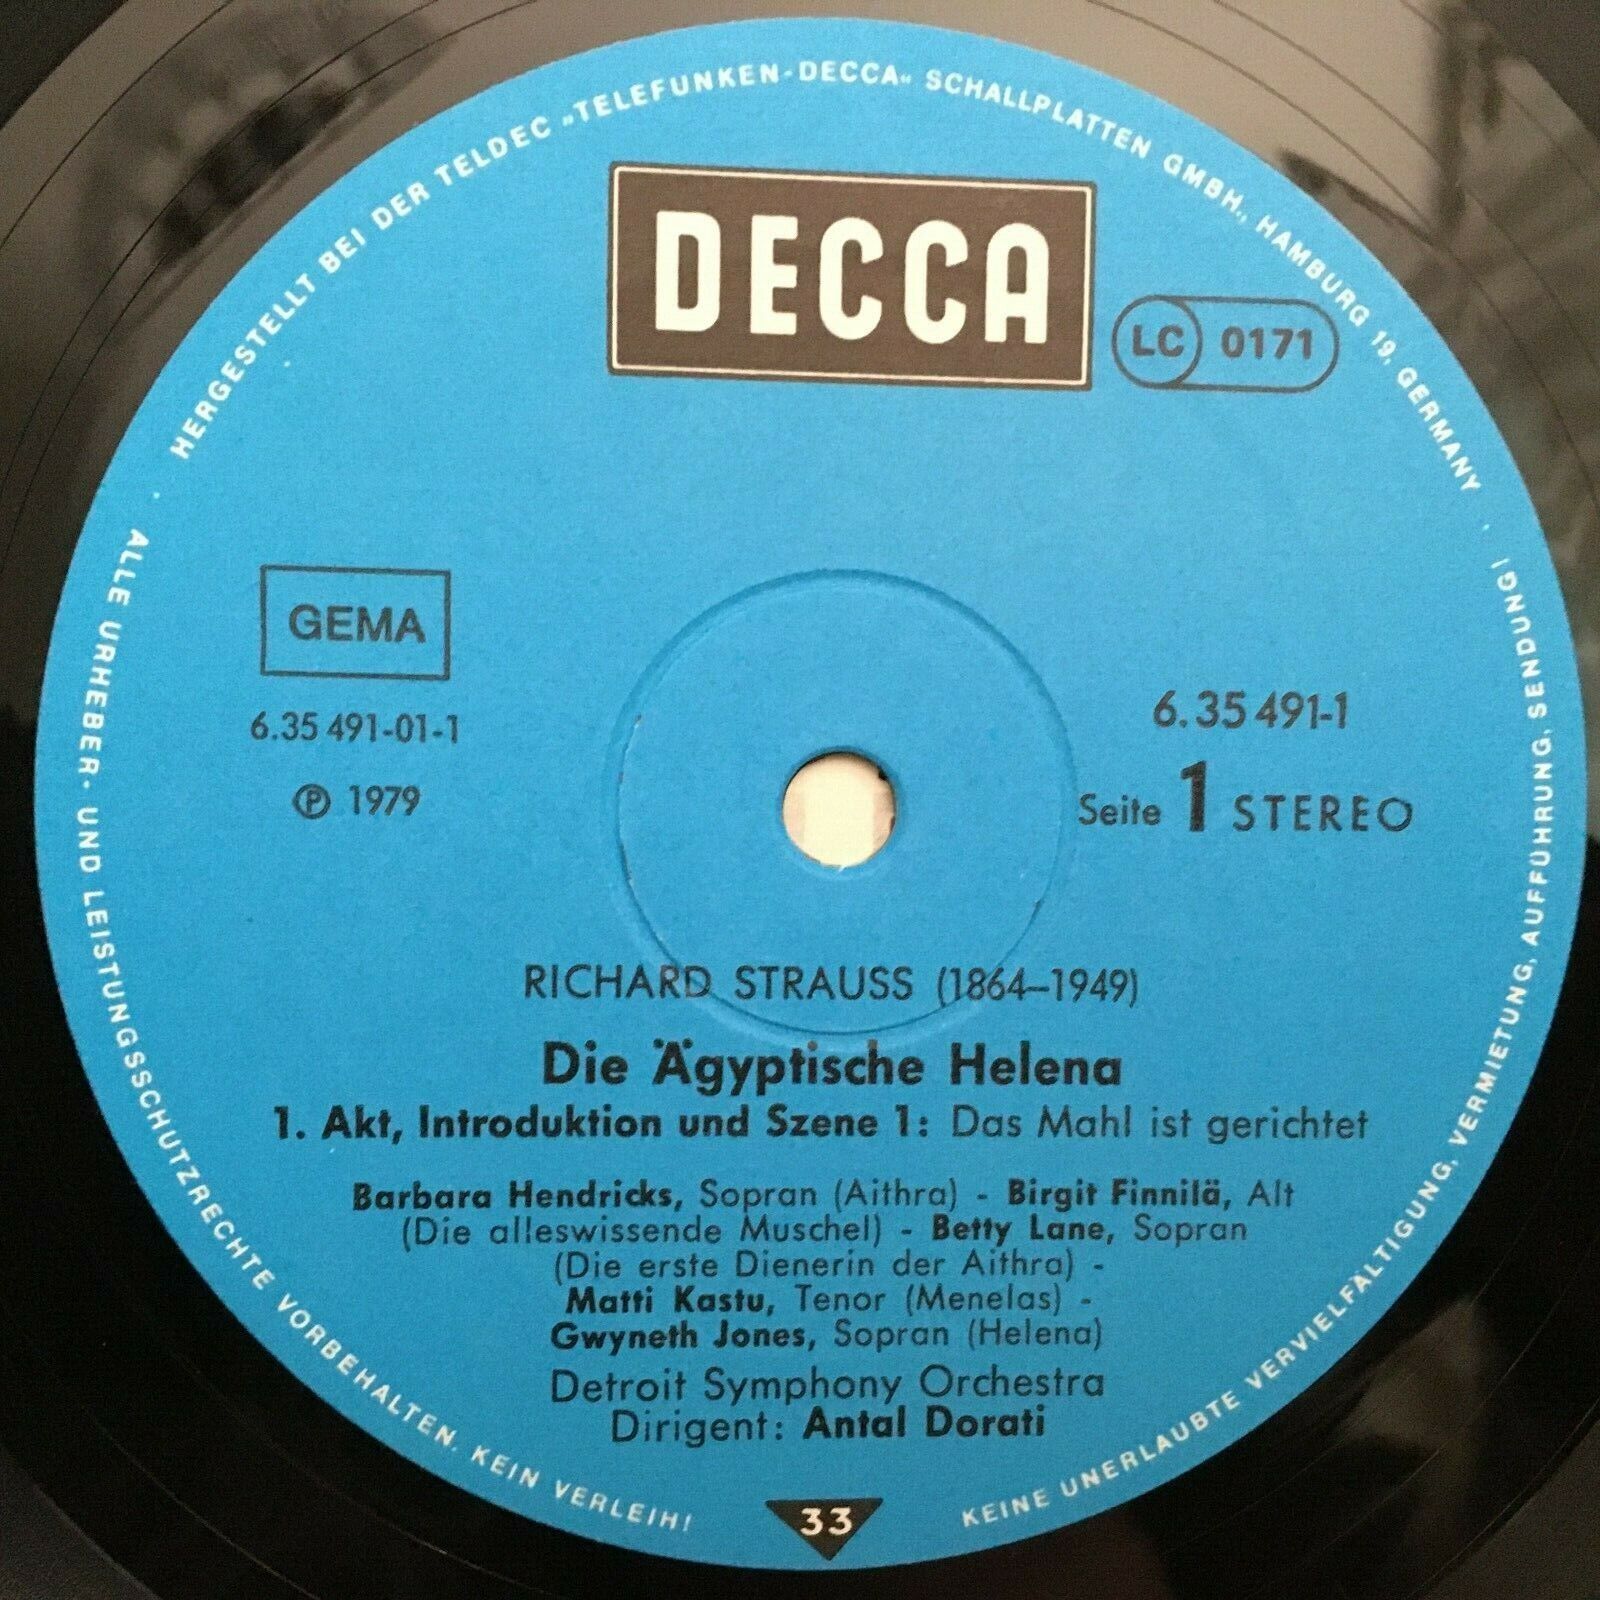 HERGESTELLT BEI DER TELDEC „TELEFUNKEN-DECCA“ SCHALLPLATTEN GMBH., HAMBURG 19, GERMANY
DECCA
LC 0171
GEMA
6.35 491-01-1
℗ 1979
6.35 491-1
Seite 1 STEREO
RICHARD STRAUSS (1864–1949)
Die Ägyptische Helena
1. Akt, Introduktion und Szene 1: Das Mahl ist gerichtet
Barbara Hendricks, Sopran (Aithra) - Birgit Finnilä, Alt
(Die alleswissende Muschel) - Betty Lane, Sopran
(Die erste Dienerin der Aithra) -
Matti Kastu, Tenor (Menelas) -
Gwyneth Jones, Sopran (Helena)
Detroit Symphony Orchestra
Dirigent: Antal Dorati
33
ALLE URHEBER- UND LEISTUNGSSCHUTZRECHTE VORBEHALTEN. KEIN VERLEIH!
KEINE UNERLAUBTE VERVIELFÄLTIGUNG, VERMIETUNG, AUFFÜHRUNG, SENDUNG!